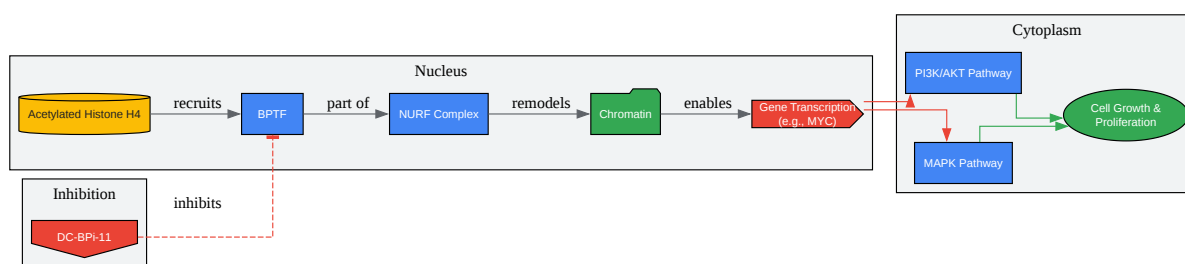 Nucleus
Acetylated Histone H4
recruits
BPTF
part of
NURF Complex
remodels
Chromatin
enables
Gene Transcription
(e.g., MYC)
Cytoplasm
PI3K/AKT Pathway
MAPK Pathway
Cell Growth &
Proliferation
Inhibition
DC-BPi-11
inhibits